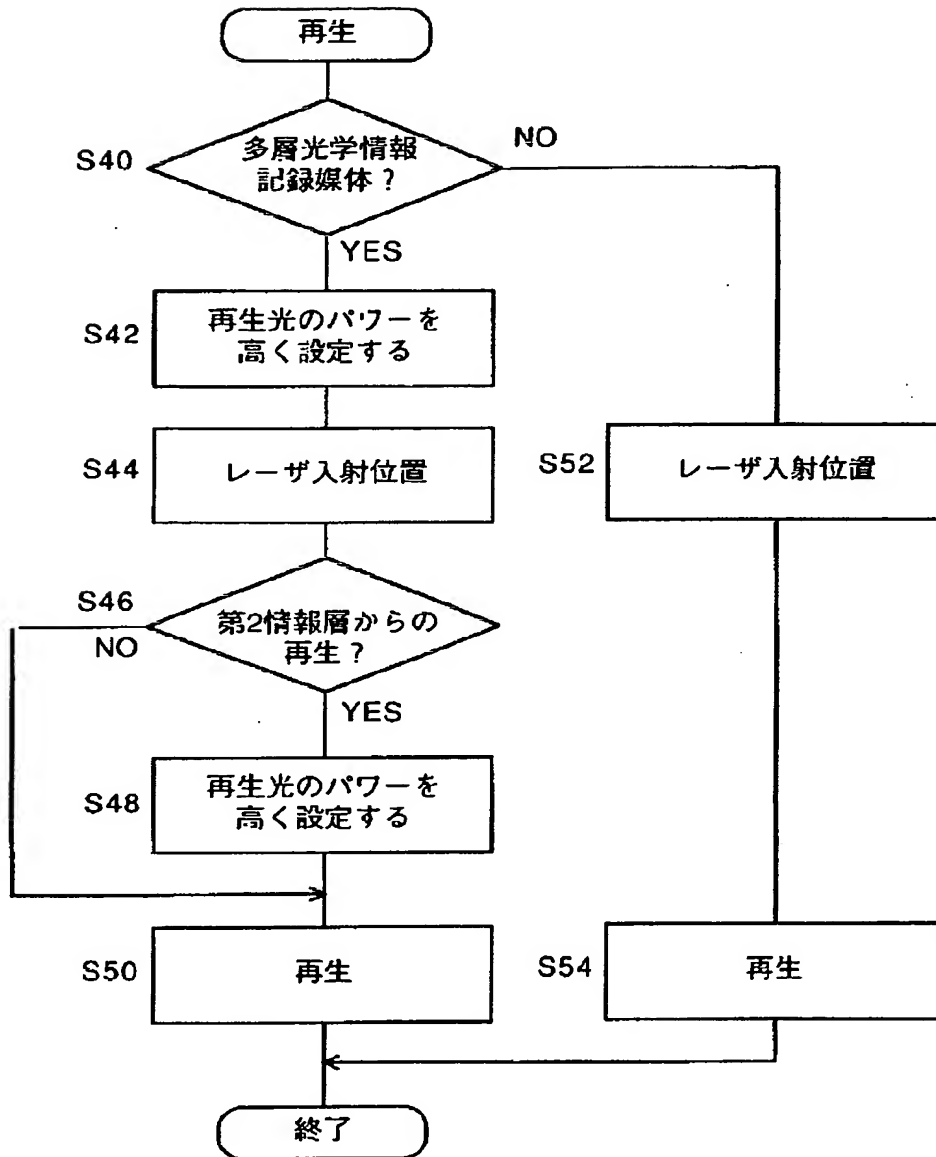 再生
S40
多層光学情報
記録媒体?
NO
YES
S42
再生光のパワーを
高く設定する
S44
レーザ入射位置
S52
レーザ入射位置
S46
NO
第2情報層からの
再生?
YES
S48
再生光のパワーを
高く設定する
S50
再生
S54
再生
終了